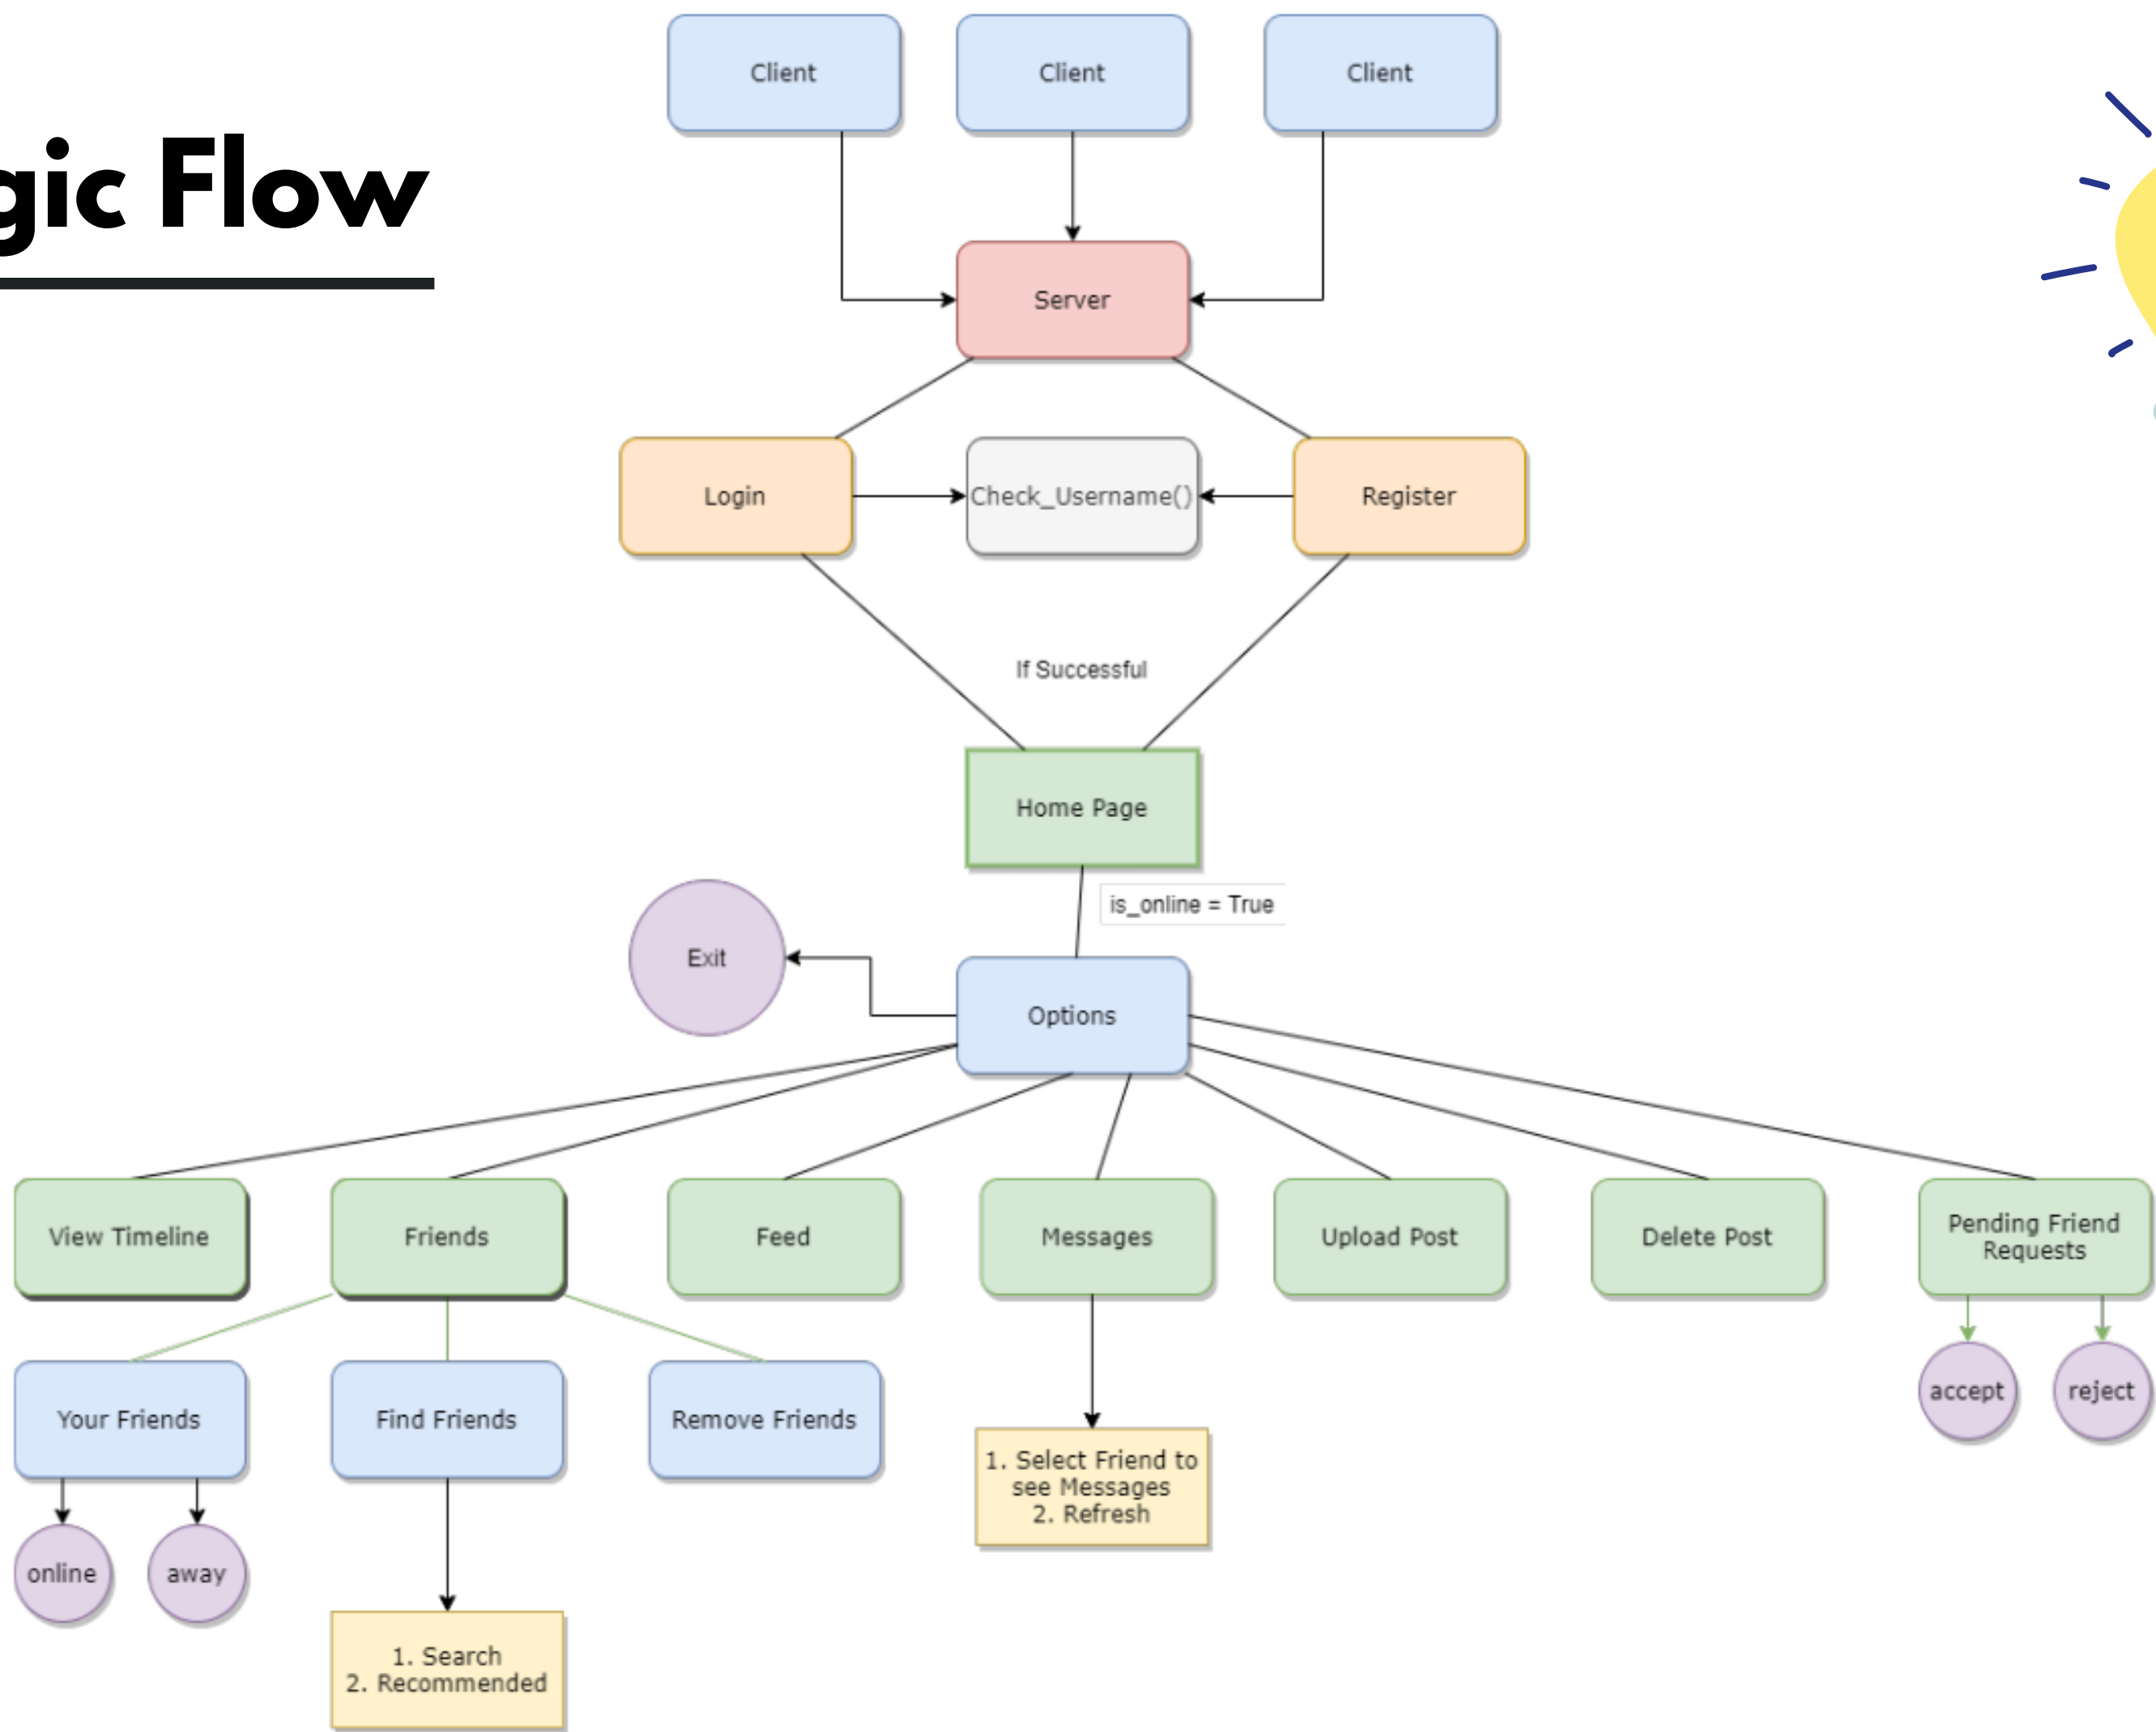 gic Flow
Client
Client
Client
Server
Login
Check_Username()
Register
If Successful
Home Page
is_online = True
Exit
Options
View Timeline
Friends
Feed
Messages
Upload Post
Delete Post
Pending Friend
Requests
Your Friends
Find Friends
Remove Friends
accept
reject
1. Select Friend to
see Messages
2. Refresh
online
away
1. Search
2. Recommended